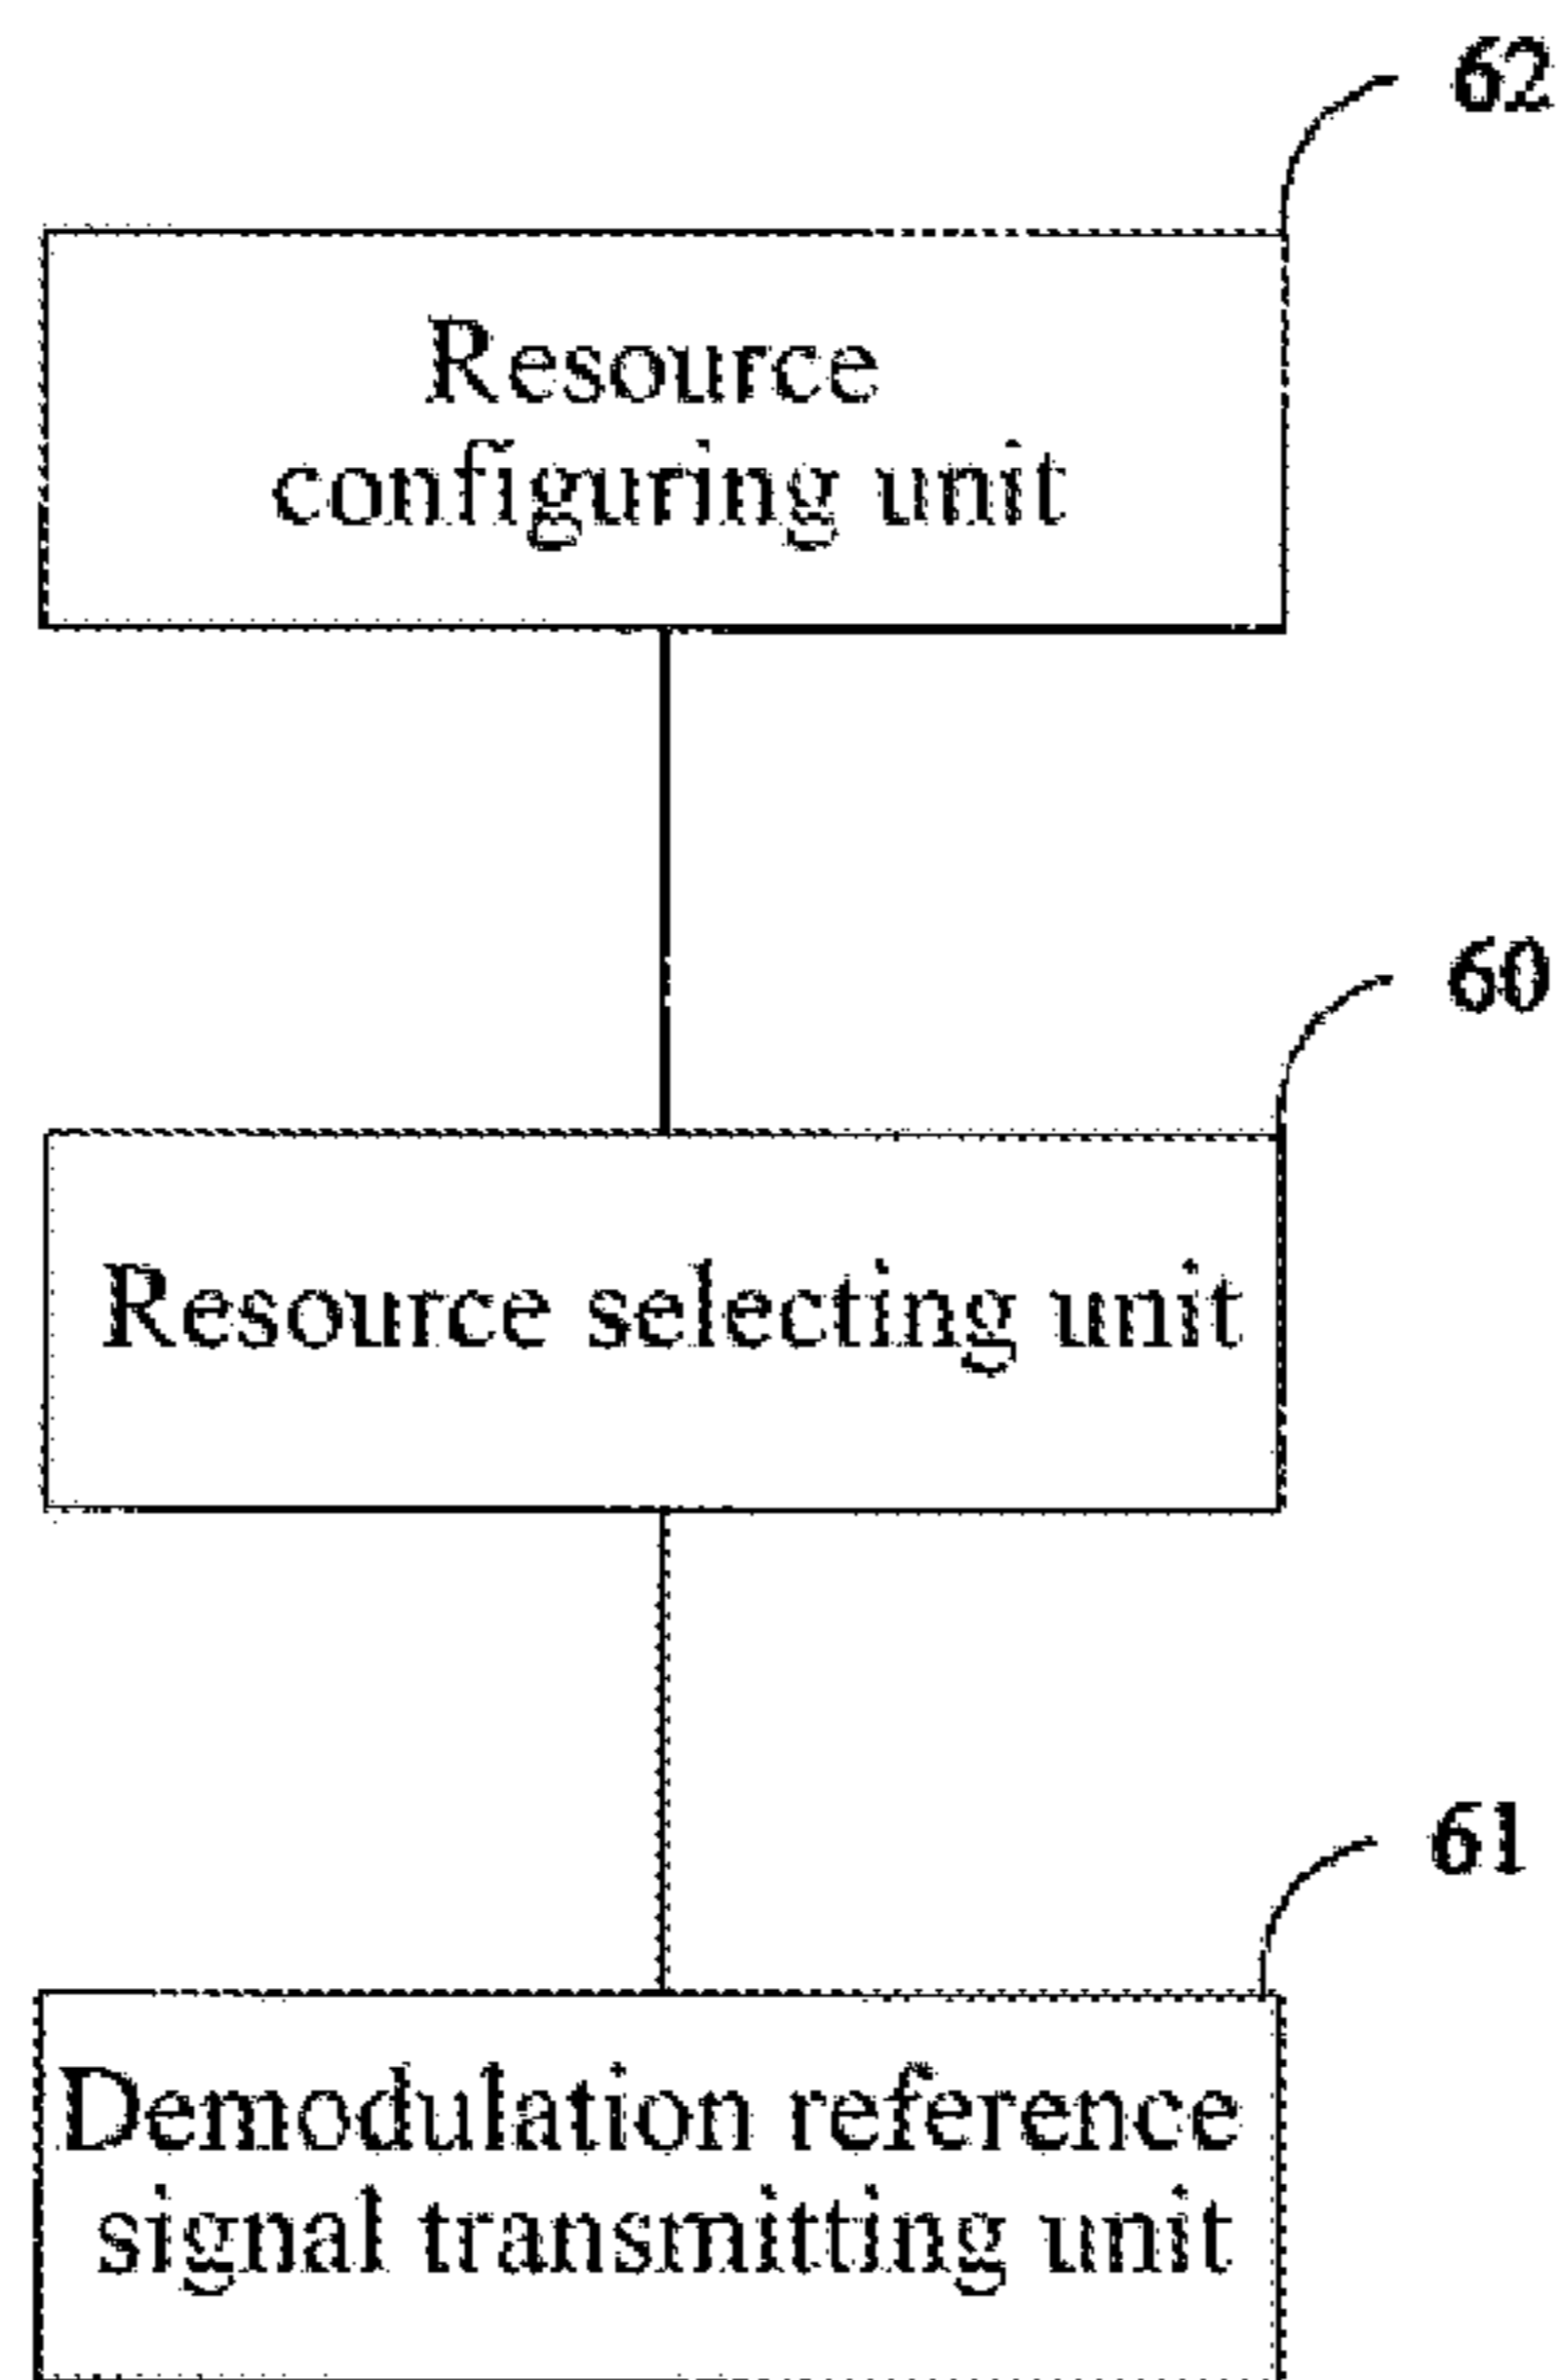 62
Resource
configuring unit
60
Resource selecting unit
61
Demodulation reference
signal transmitting unit